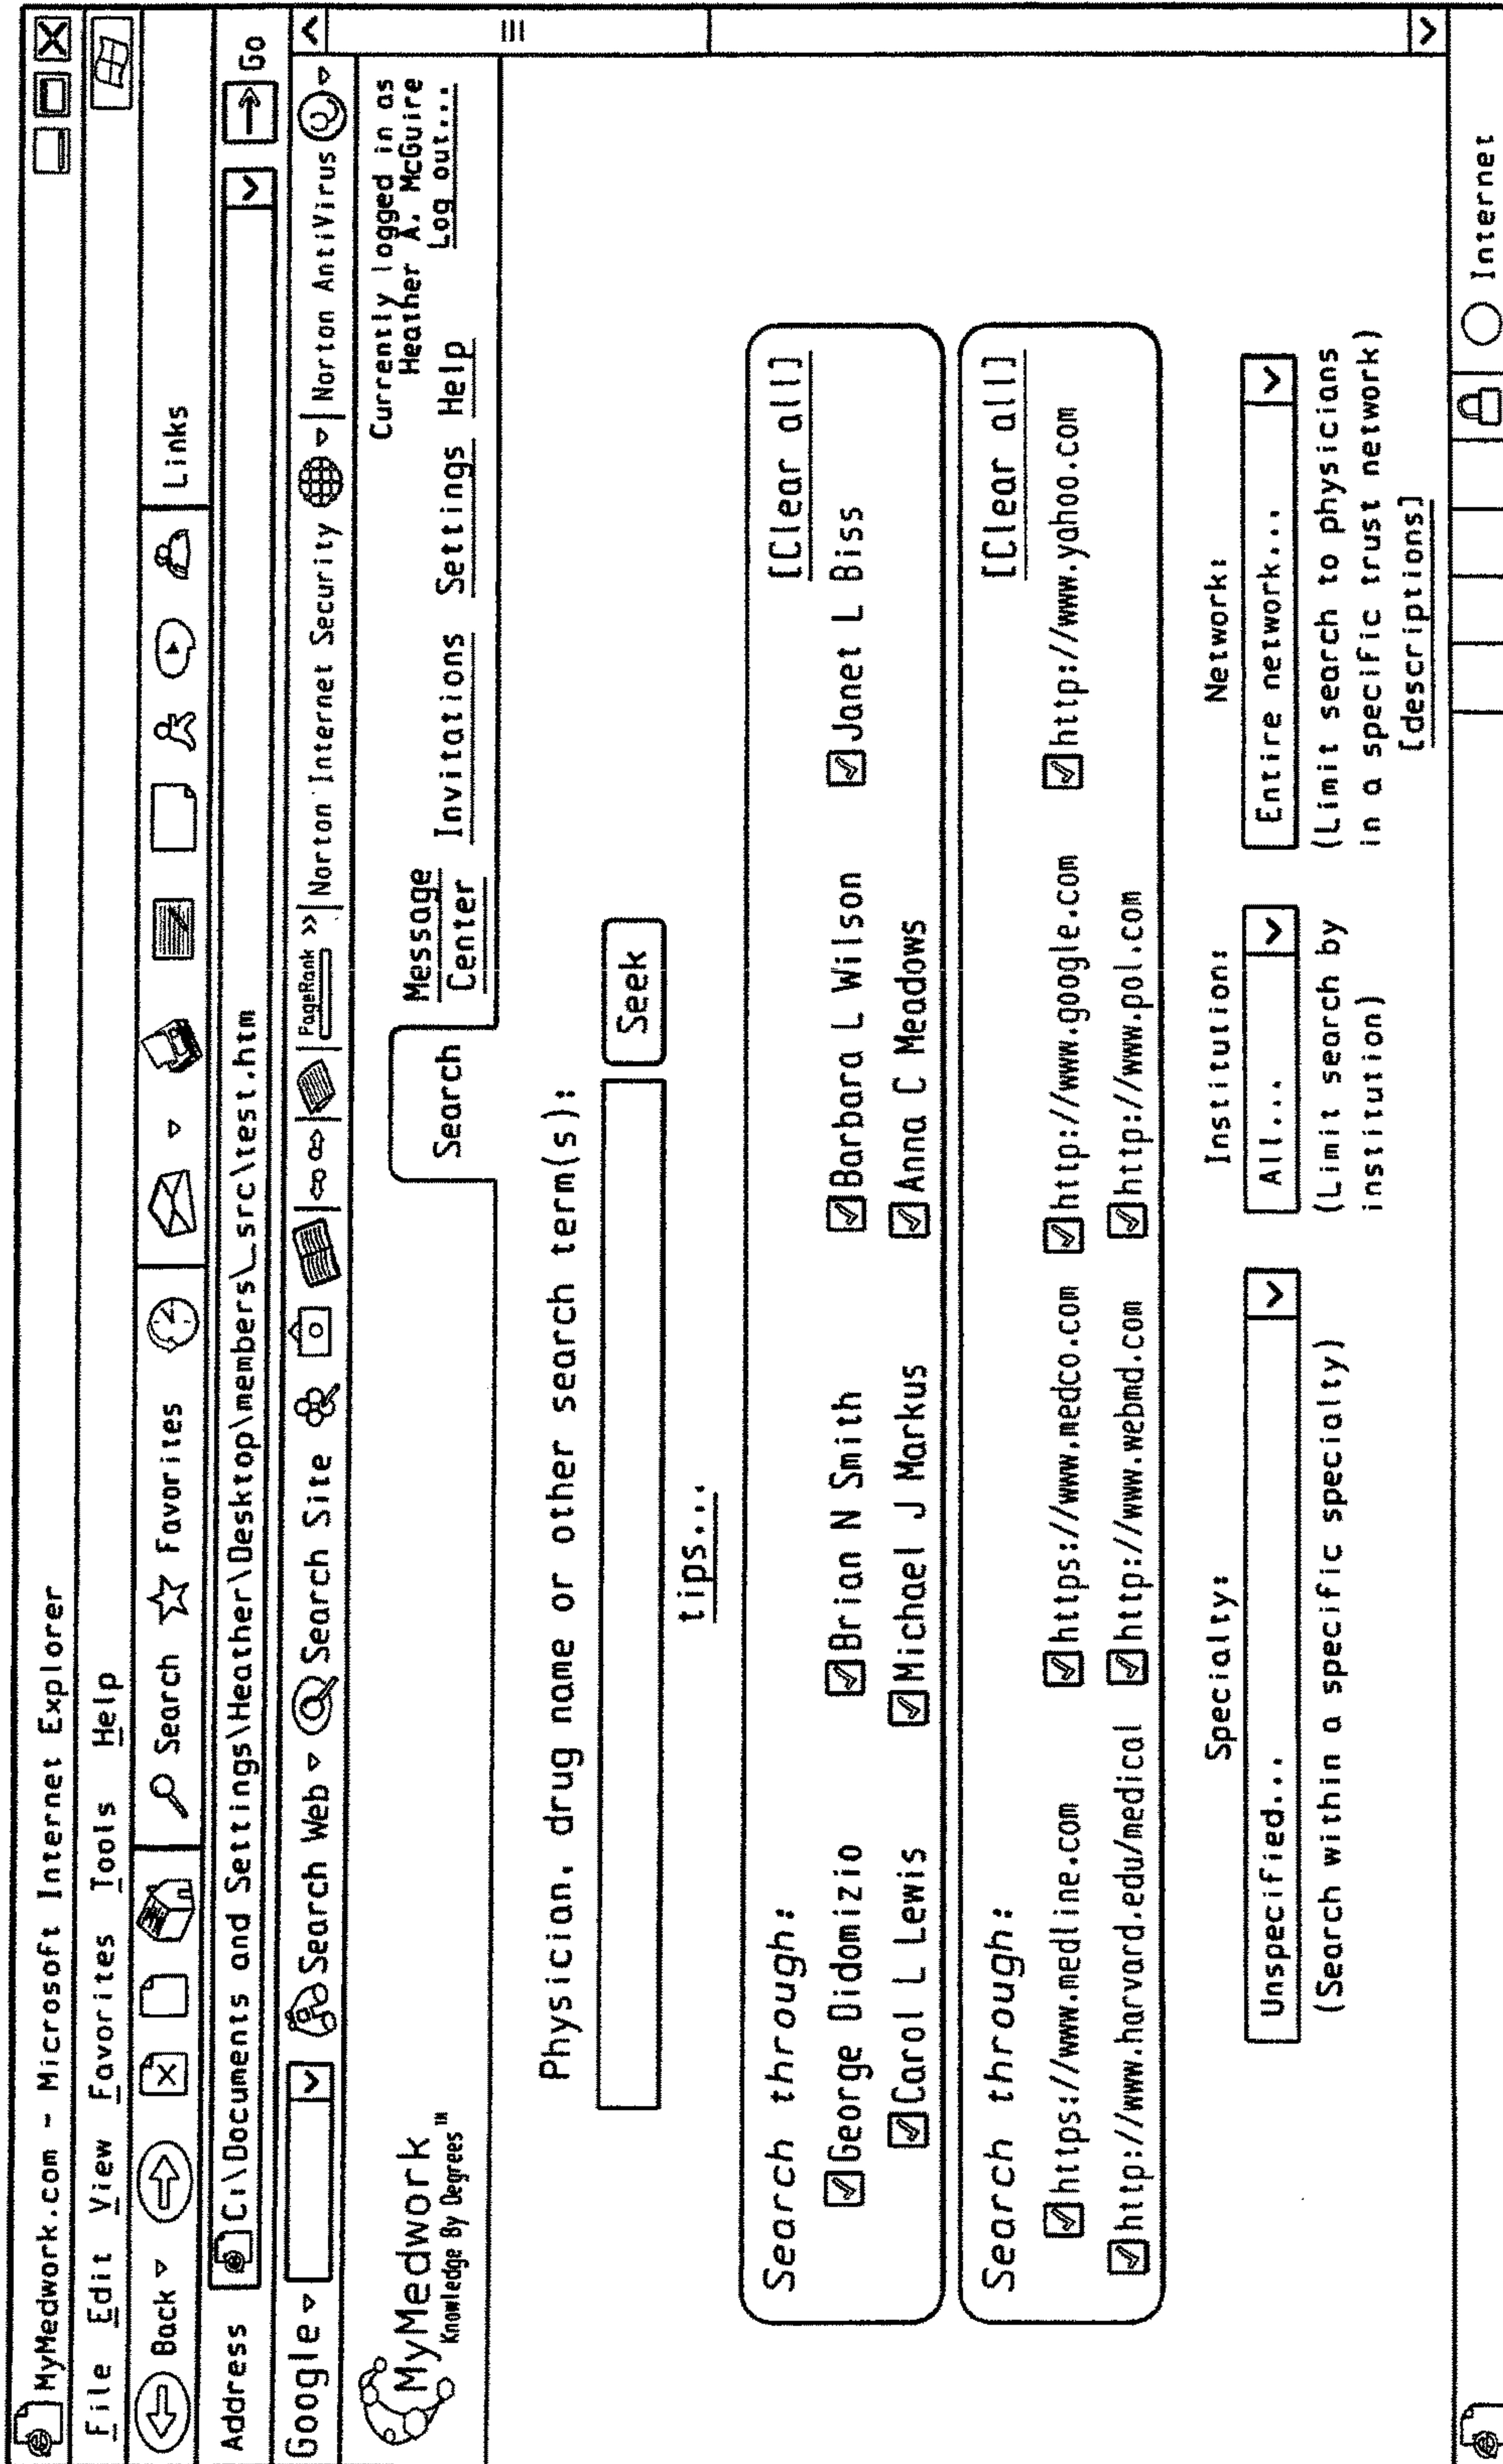 MyMedwork.com - Microsoft Internet Explorer
File Edit View Favorites Tools Help
Back Search Favorites Links
Address C:\Documents and Settings\Heather\Desktop\members\_src\test.htm Go
Google Search Web Search Site PageRank >> Norton Internet Security Norton AntiVirus
MyMedwork™
Knowledge By Degrees
Search
Message Center
Invitations
Settings
Help
Currently logged in as
Heather A. McGuire
Log out...
Physician, drug name or other search term(s):
Seek
tips...
Search through: [Clear all]
George Didomizio Brian N Smith Barbara L Wilson Janet L Biss
Carol L Lewis Michael J Markus Anna C Meadows
Search through: [Clear all]
https://www.medline.com https://www.medco.com http://www.google.com http://www.yahoo.com
http://www.harvard.edu/medical http://www.webmd.com http://www.pol.com
Specialty: Institution: Network:
Unspecified... All... Entire network...
(Search within a specific specialty)
(Limit search by
institution)
(Limit search to physicians
in a specific trust network)
[descriptions]
Internet